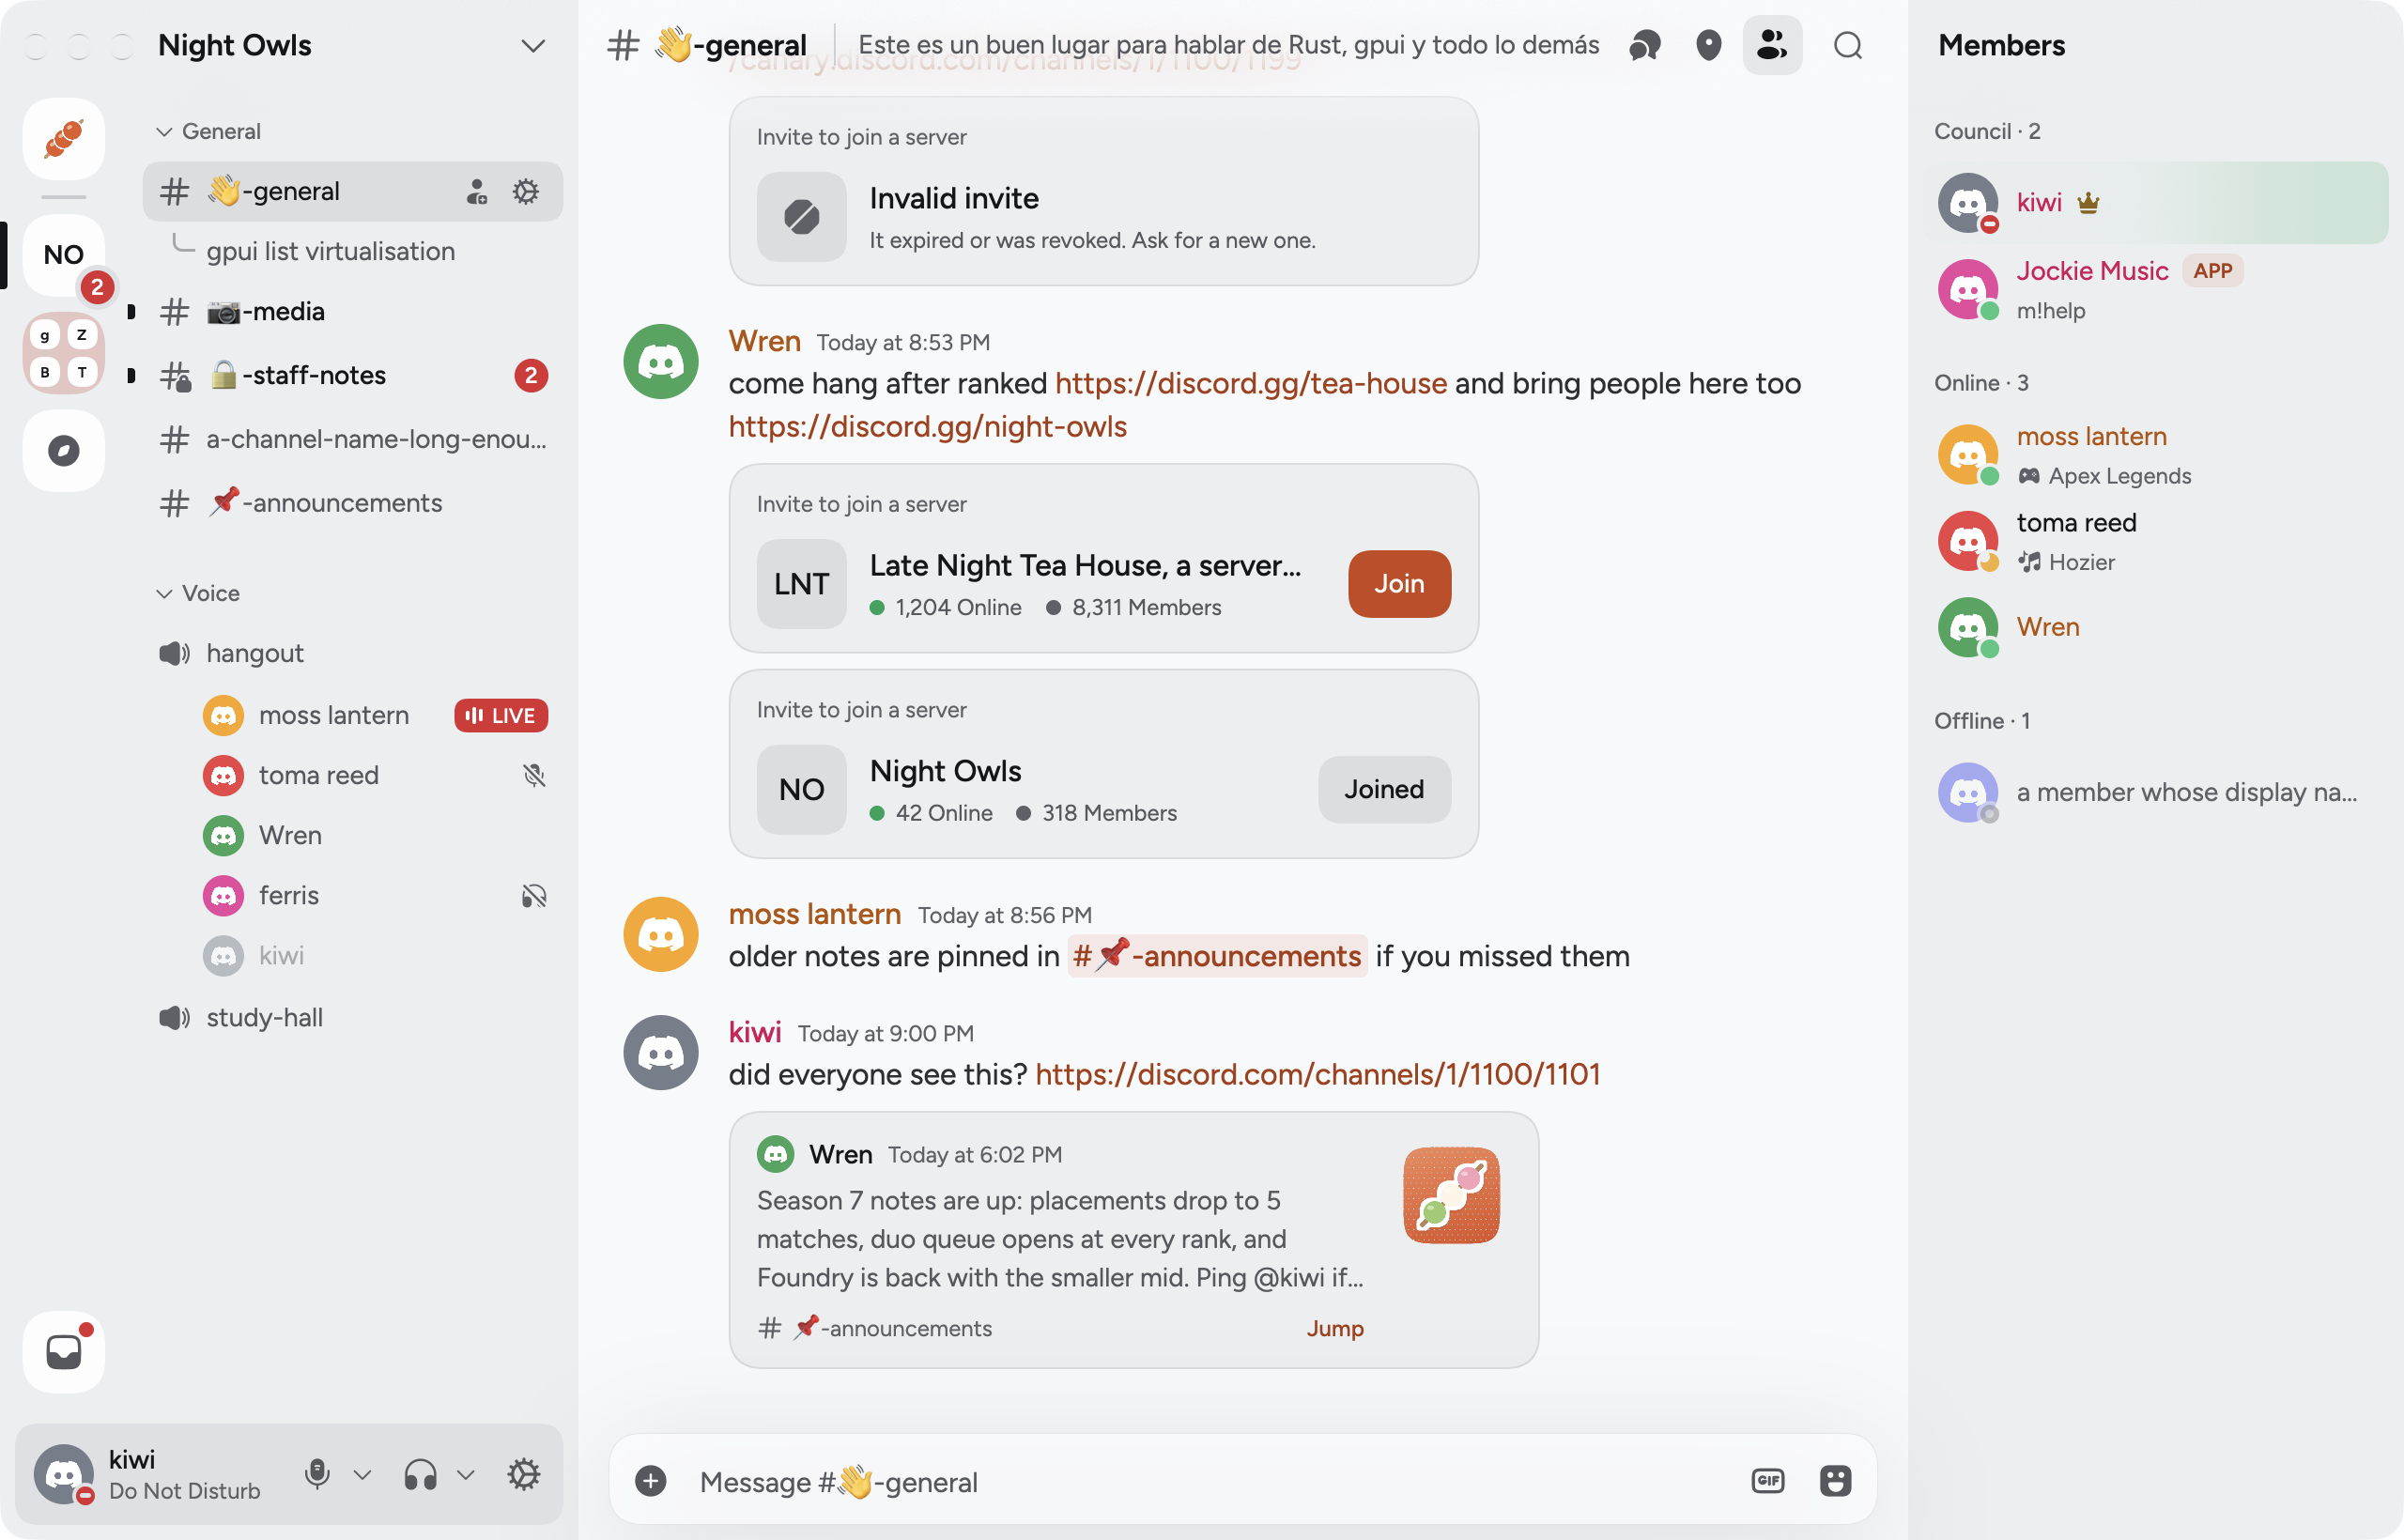 Night Owls
General
#👋-general
gpui list virtualisation
#📷-media
NO
2
g Z
B T
#🔒-staff-notes
2
# a-channel-name-long-enou...
#📌-announcements
Voice
hangout
moss lantern
LIVE
toma reed
Wren
ferris
kiwi
study-hall
kiwi
Do Not Disturb
#👋-general
Este es un buen lugar para hablar de Rust, gpui y todo lo demás
/canary.discord.com/channels/1/1100/1199
Invite to join a server
Invalid invite
It expired or was revoked. Ask for a new one.
Wren Today at 8:53 PM
come hang after ranked https://discord.gg/tea-house and bring people here too
https://discord.gg/night-owls
Invite to join a server
LNT
Late Night Tea House, a server...
1,204 Online 8,311 Members
Join
Invite to join a server
NO
Night Owls
42 Online 318 Members
Joined
moss lantern Today at 8:56 PM
older notes are pinned in #📌-announcements if you missed them
kiwi Today at 9:00 PM
did everyone see this? https://discord.com/channels/1/1100/1101
Wren Today at 6:02 PM
Season 7 notes are up: placements drop to 5
matches, duo queue opens at every rank, and
Foundry is back with the smaller mid. Ping @kiwi if...
#📌-announcements
Jump
Message #👋-general
GIF
Members
Council · 2
kiwi
Jockie Music APP
m!help
Online · 3
moss lantern
Apex Legends
toma reed
Hozier
Wren
Offline · 1
a member whose display na...